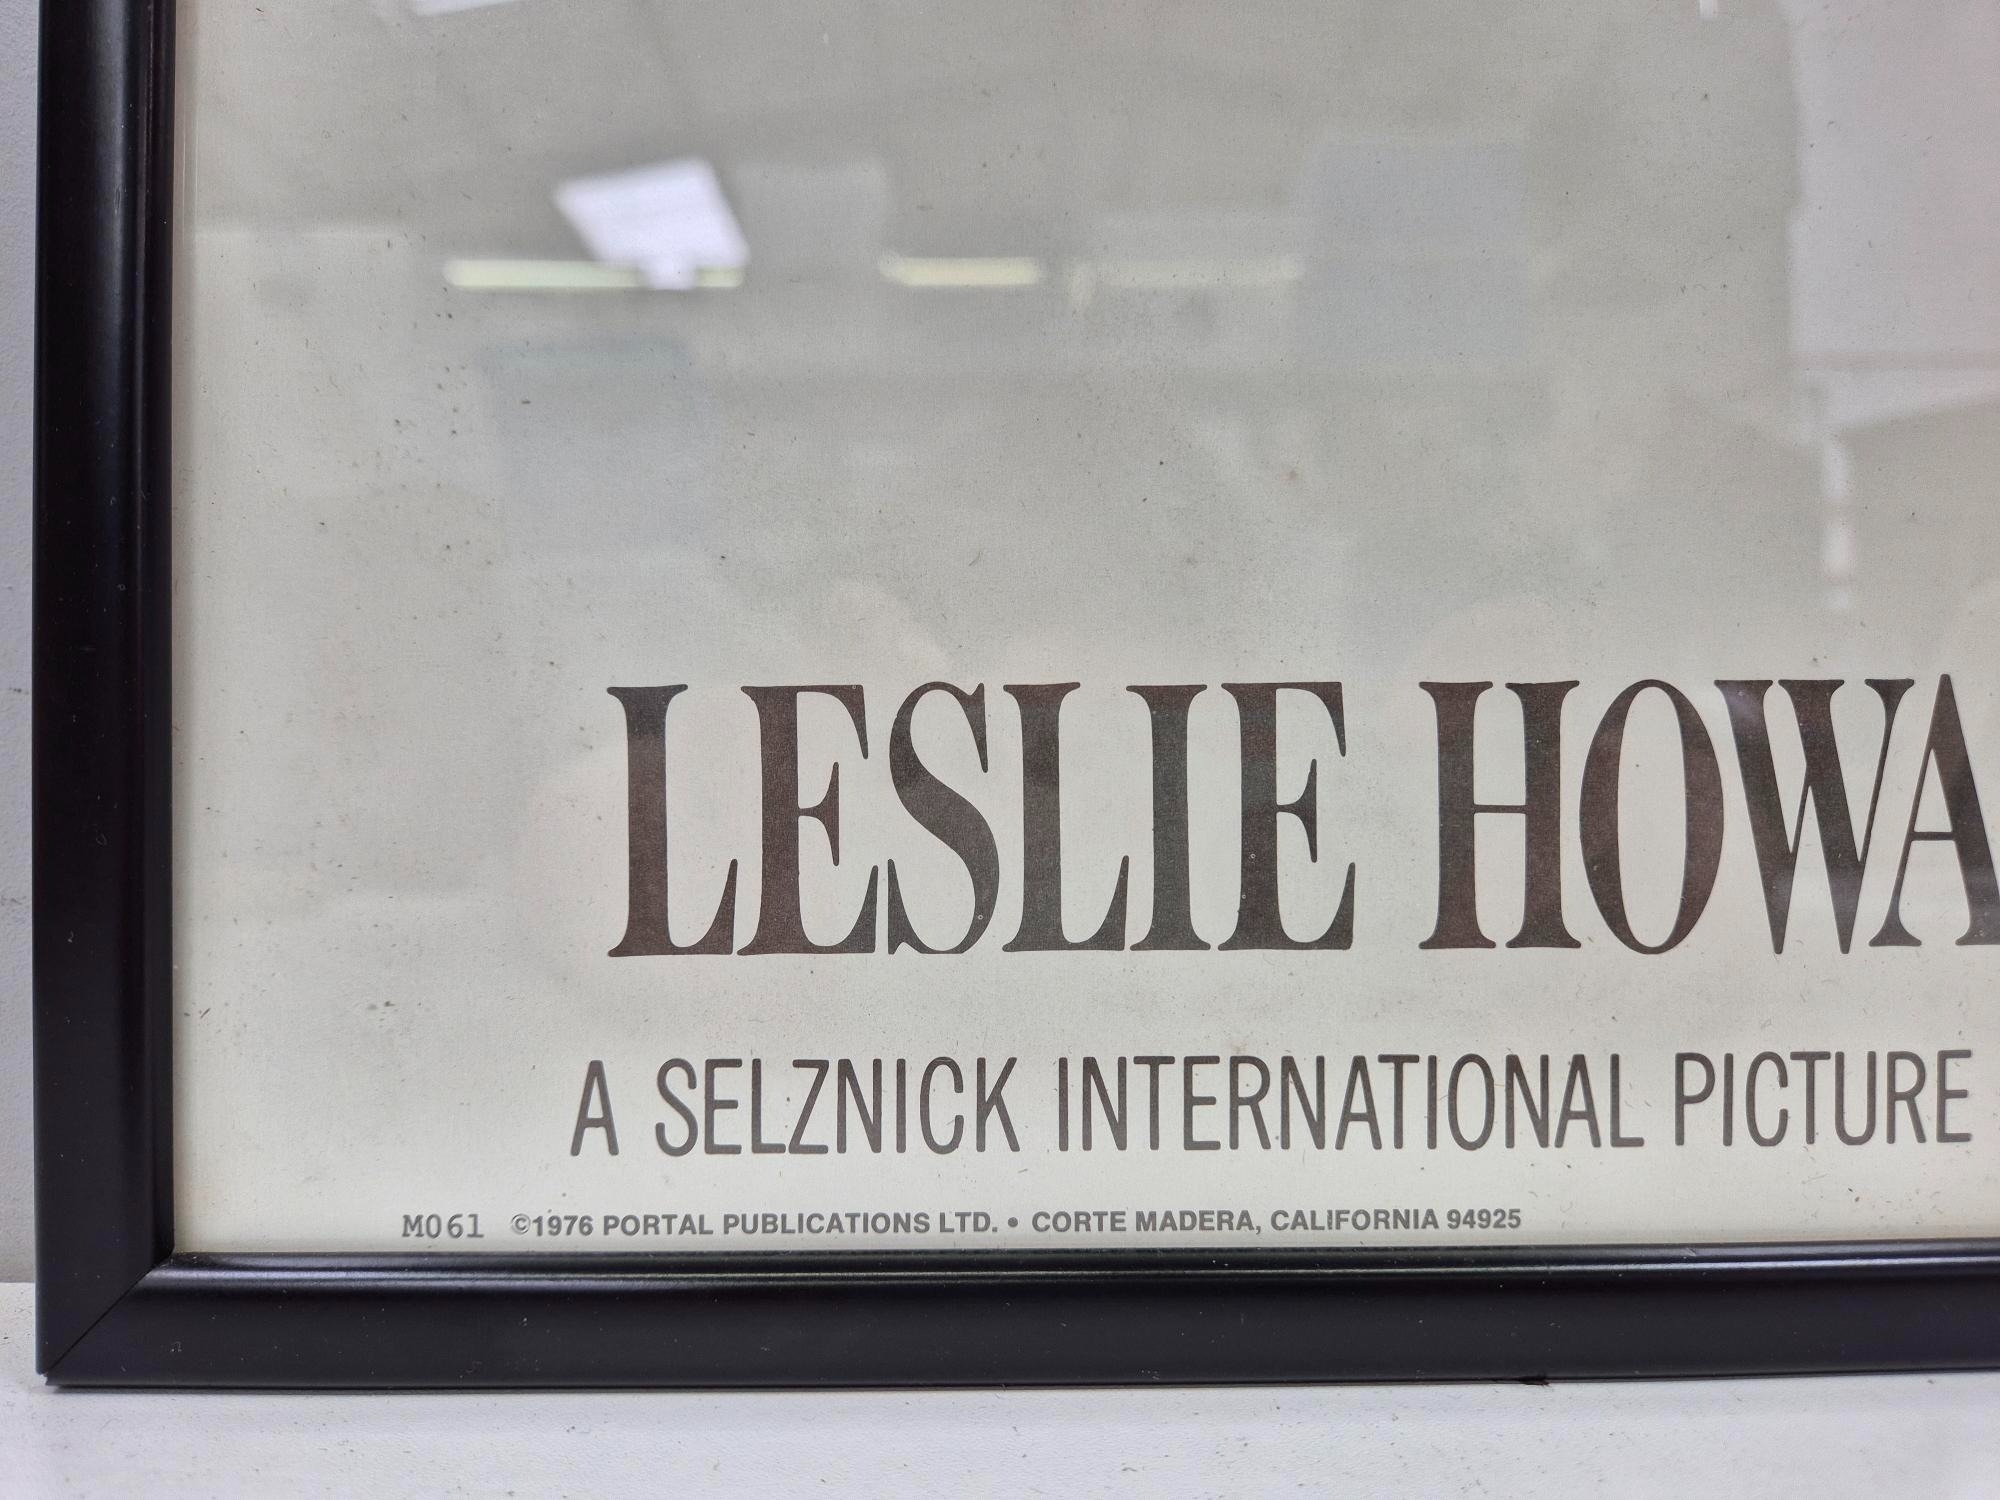 LESLIE HOWA
A SELZNICK INTERNATIONAL PICTURE
M061 ©1976 PORTAL PUBLICATIONS LTD. • CORTE MADERA, CALIFORNIA 94925